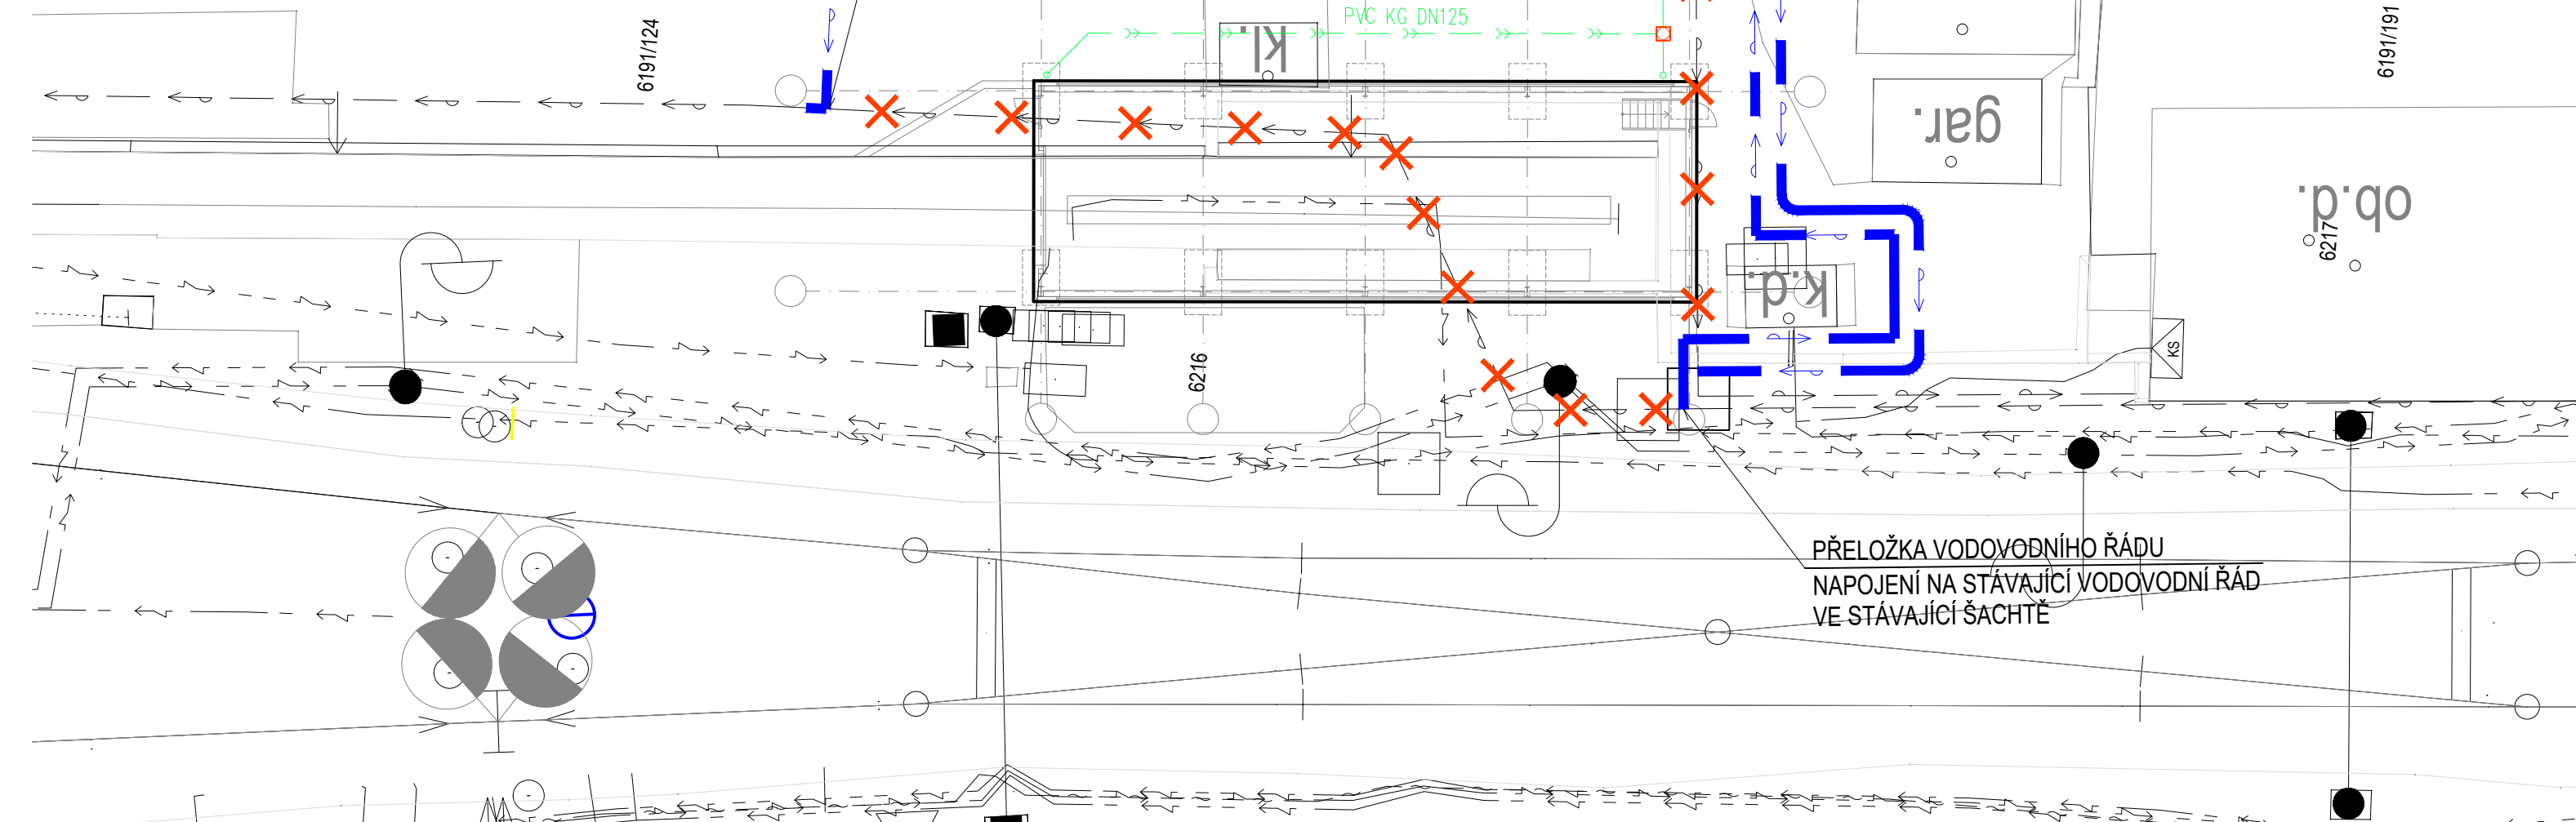 PVC KG DN125
6191/124
kl.
6191/191
gar.
ob.d.
6217
k.d.
KS
6216
PŘELOŽKA VODOVODNÍHO ŘÁDU
NAPOJENÍ NA STÁVAJÍCÍ VODOVODNÍ ŘÁD
VE STÁVAJÍCÍ ŠACHTĚ